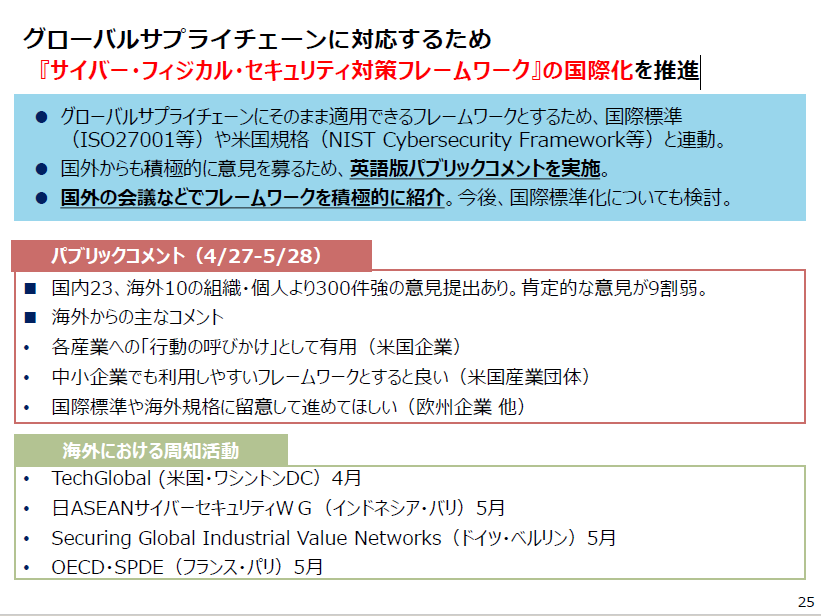 グローバルサプライチェーンに対応するため
『サイバー・フィジカル・セキュリティ対策フレームワーク』の国際化を推進
● グローバルサプライチェーンにそのまま適用できるフレームワークとするため、国際標準
（ISO27001等）や米国規格（NIST Cybersecurity Framework等）と連動。
● 国外からも積極的に意見を募るため、英語版パブリックコメントを実施。
● 国外の会議などでフレームワークを積極的に紹介。今後、国際標準化についても検討。
パブリックコメント（4/27-5/28）
■ 国内23、海外10の組織・個人より300件強の意見提出あり。肯定的な意見が9割弱。
■ 海外からの主なコメント
• 各産業への「行動の呼びかけ」として有用（米国企業）
• 中小企業でも利用しやすいフレームワークとすると良い（米国産業団体）
• 国際標準や海外規格に留意して進めてほしい（欧州企業 他）
海外における周知活動
• TechGlobal (米国・ワシントンDC）4月
• 日ASEANサイバーセキュリティＷＧ（インドネシア・バリ）5月
• Securing Global Industrial Value Networks（ドイツ・ベルリン）5月
• OECD・SPDE（フランス・パリ）5月
25